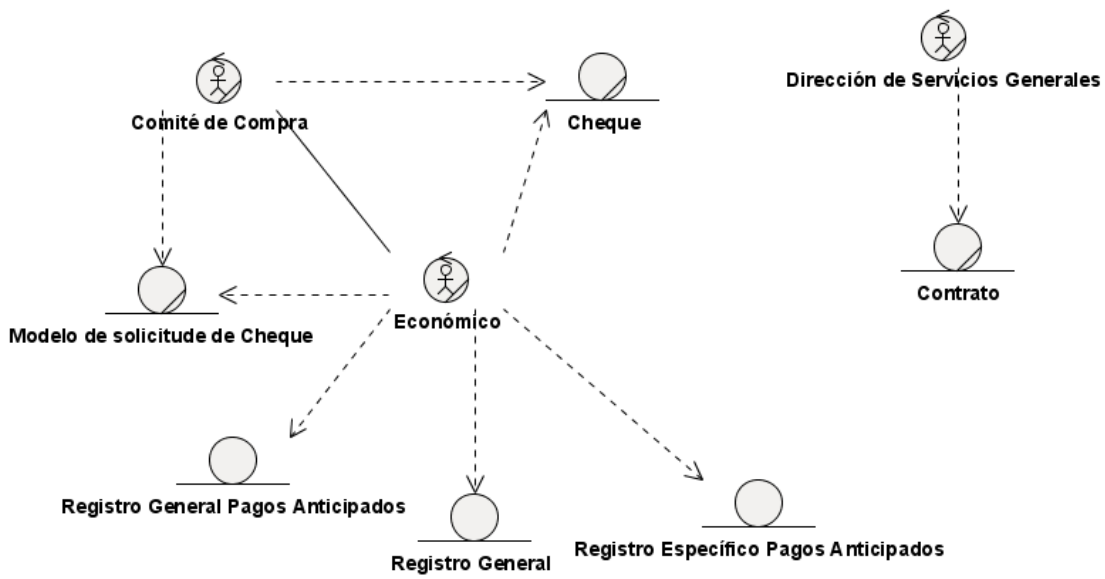 Dirección de Servicios Generales
Comité de Compra
Cheque
Contrato
Económico
Modelo de solicitude de Cheque
Registro General Pagos Anticipados
Registro General
Registro Específico Pagos Anticipados